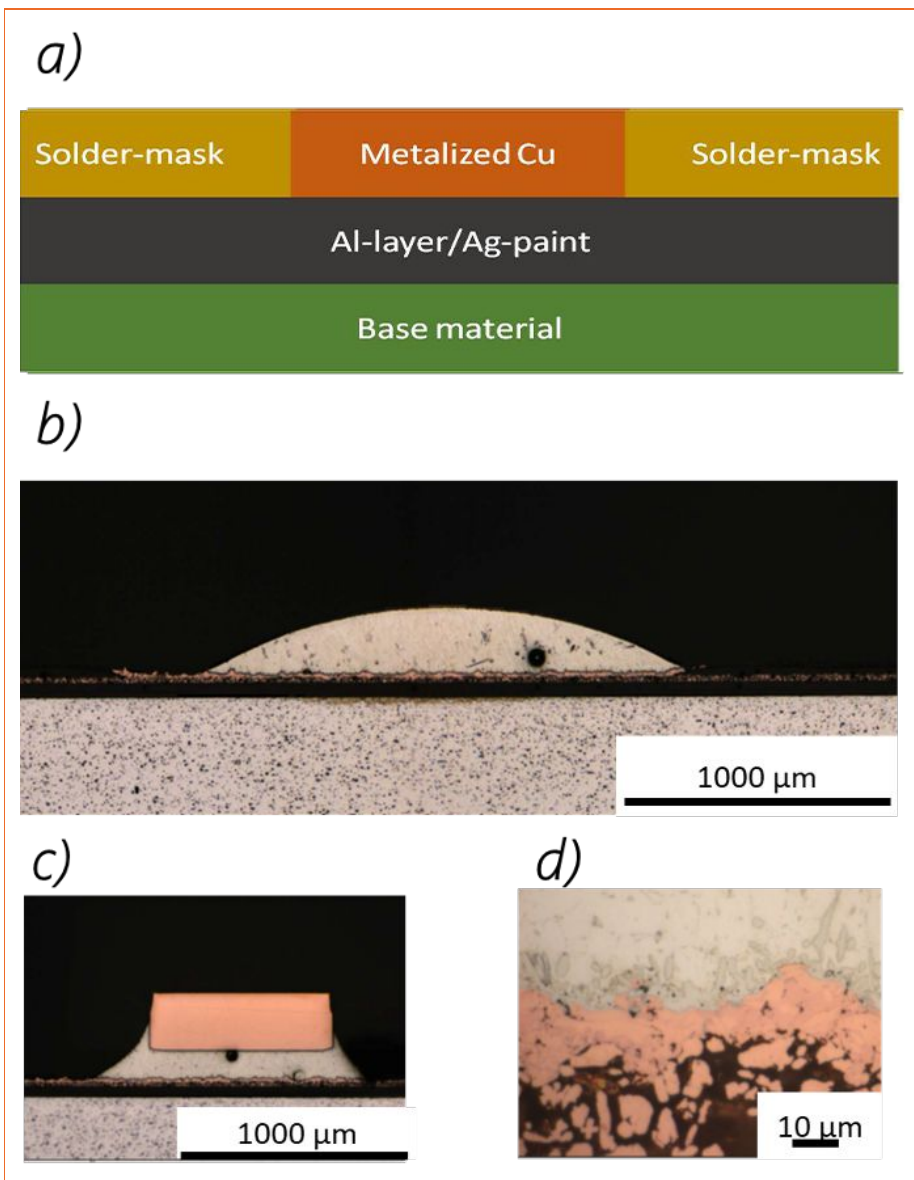 a)
Solder-mask Metalized Cu Solder-mask
Al-layer/Ag-paint
Base material
b)
1000 µm
c) d)
1000 µm 10 µm